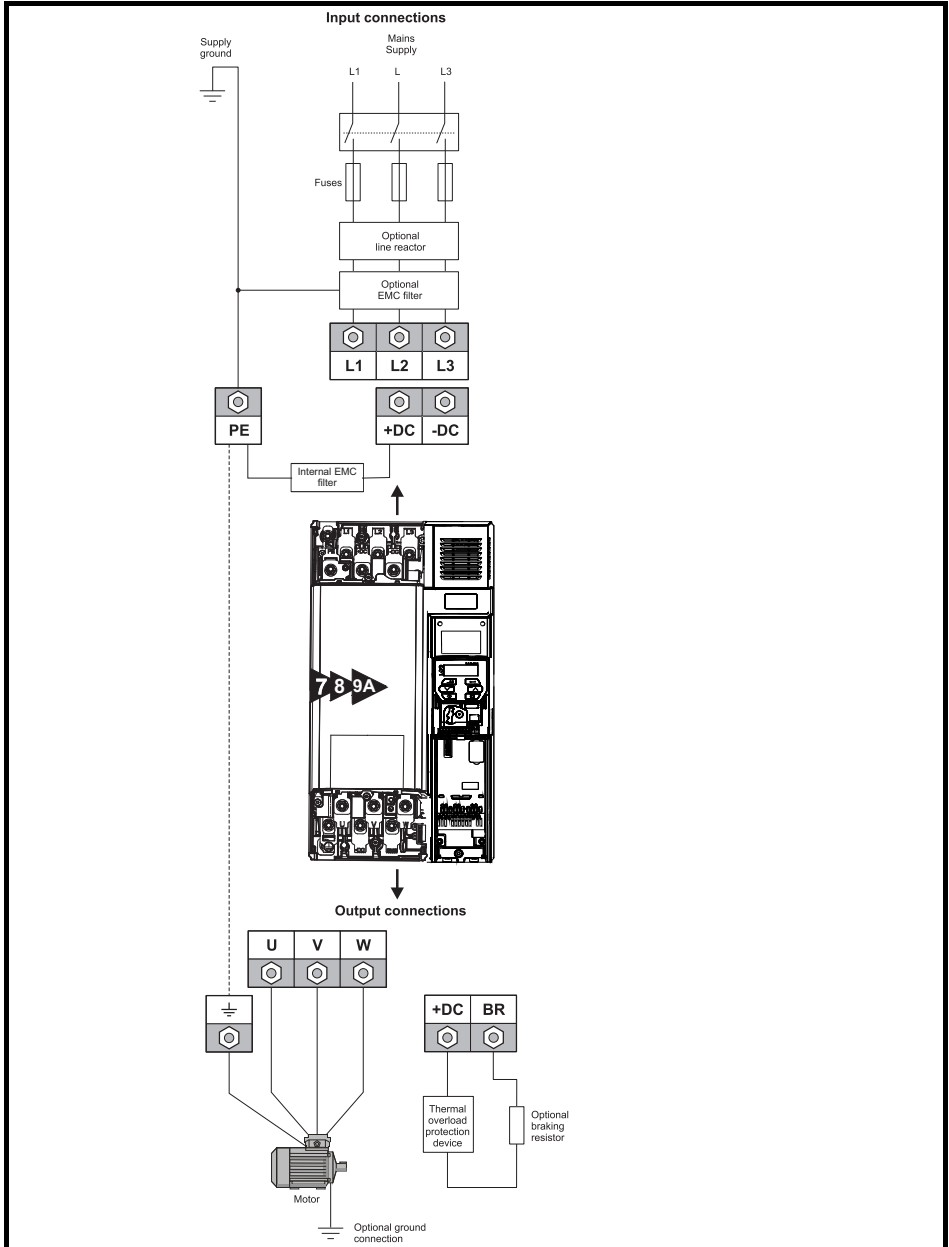 Input connections
Supply
ground
Mains
Supply
L1 L L3
Fuses
Optional
line reactor
Optional
EMC filter
L1 L2 L3
PE
+DC -DC
Internal EMC
filter
7 8 9A
Output connections
U V W
+DC BR
Thermal
overload
protection
device
Optional
braking
resistor
Motor
Optional ground
connection